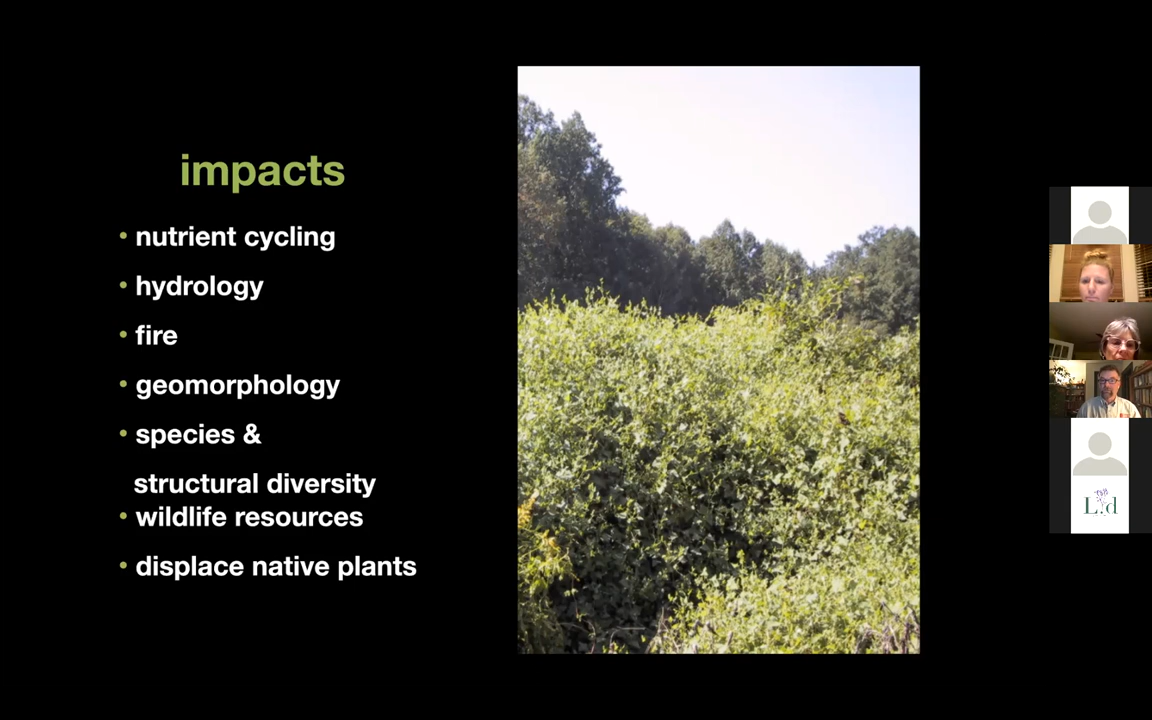 impacts
• nutrient cycling
• hydrology
• fire
• geomorphology
• species &
structural diversity
• wildlife resources
• displace native plants